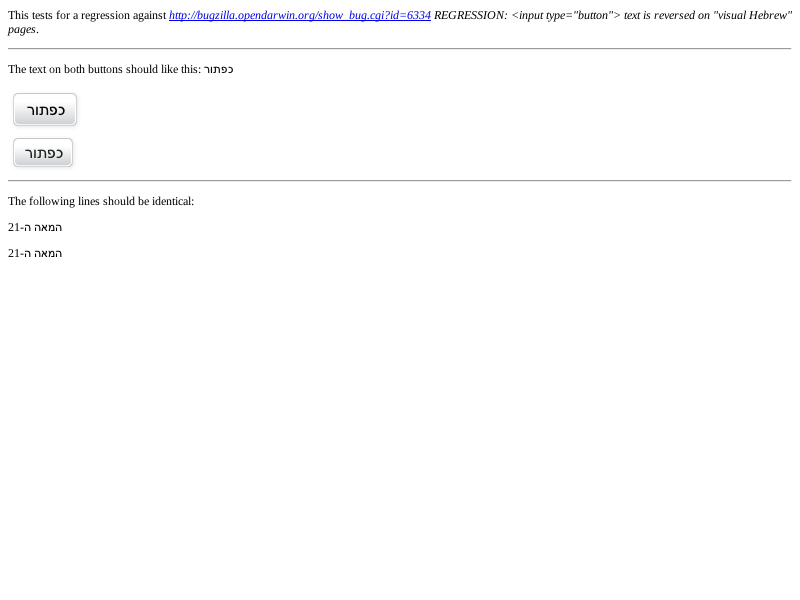 This tests for a regression against http://bugzilla.opendarwin.org/show_bug.cgi?id=6334 REGRESSION: <input type="button"> text is reversed on "visual Hebrew"
pages.
The text on both buttons should like this: כפתור
כפתור
כפתור
The following lines should be identical:
המאה ה-21
המאה ה-21